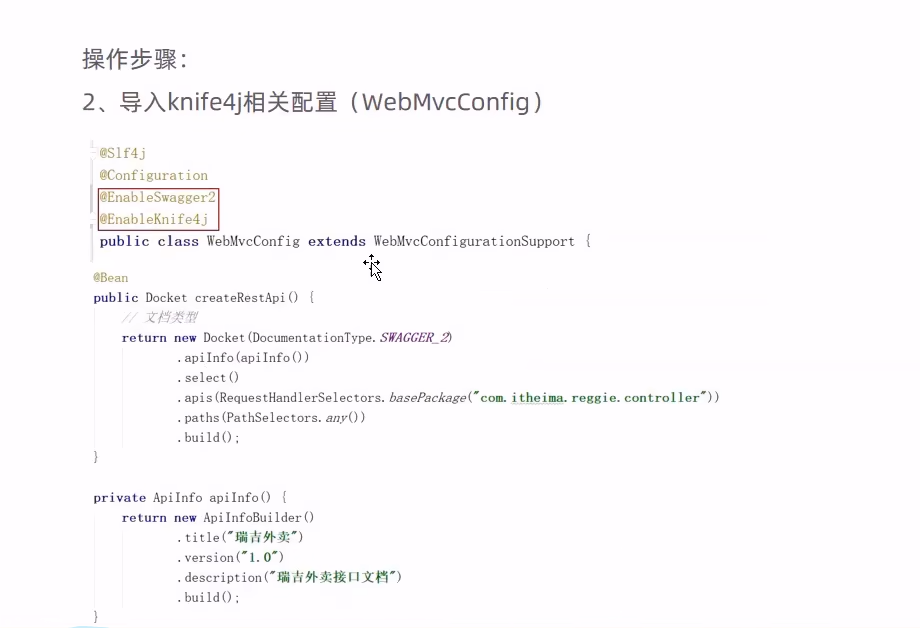 操作步骤：
2、导入knife4j相关配置（WebMvcConfig）
@Slf4j
@Configuration
@EnableSwagger2
@EnableKnife4j
public class WebMvcConfig extends WebMvcConfigurationSupport {
@Bean
public Docket createRestApi() {
// 文档类型
return new Docket(DocumentationType.SWAGGER_2)
.apiInfo(apiInfo())
.select()
.apis(RequestHandlerSelectors.basePackage("com.itheima.reggie.controller"))
.paths(PathSelectors.any())
.build();
}
private ApiInfo apiInfo() {
return new ApiInfoBuilder()
.title("瑞吉外卖")
.version("1.0")
.description("瑞吉外卖接口文档")
.build();
}